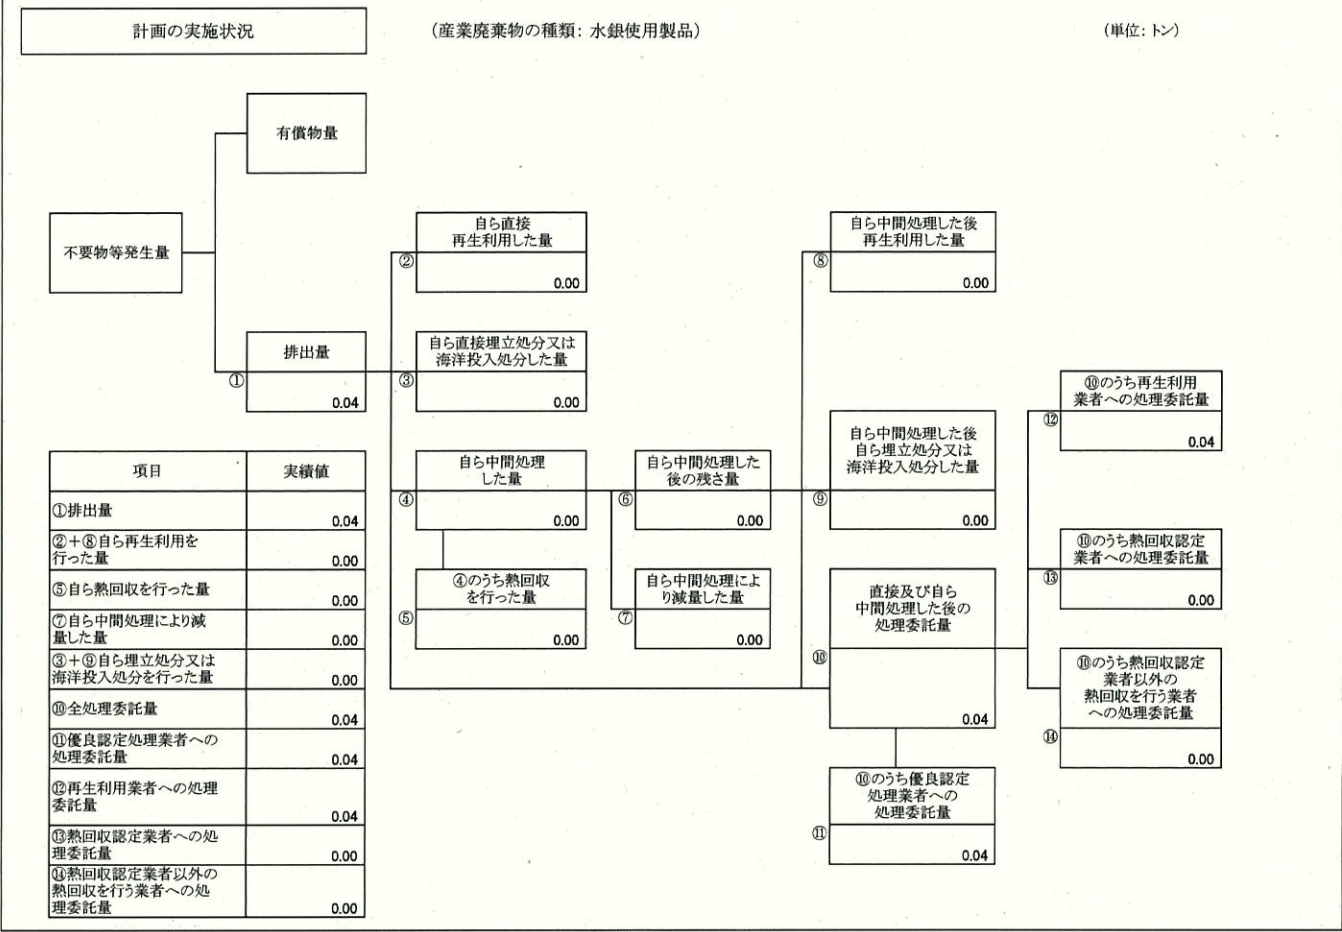 計画の実施状況
（産業廃棄物の種類：水銀使用製品）
（単位：トン）
有償物量
不要物等発生量
排出量
①
0.04
自ら直接
再生利用した量
②
0.00
自ら直接埋立処分又は
海洋投入処分した量
③
0.00
自ら中間処理
した量
④
0.00
④のうち熱回収
を行った量
⑤
0.00
自ら中間処理した
後の残さ量
⑥
0.00
自ら中間処理によ
り減量した量
⑦
0.00
自ら中間処理した後
再生利用した量
⑧
0.00
自ら中間処理した後
自ら埋立処分又は
海洋投入処分した量
⑨
0.00
直接及び自ら
中間処理した後の
処理委託量
⑩
0.04
⑩のうち優良認定
処理業者への
処理委託量
⑪
0.04
⑩のうち再生利用
業者への処理委託量
⑫
0.04
⑩のうち熱回収認定
業者への処理委託量
⑬
0.00
⑩のうち熱回収認定
業者以外の
熱回収を行う業者
への処理委託量
⑭
0.00
項目 実績値
①排出量
0.04
②＋⑧自ら再生利用を
行った量 0.00
⑤自ら熱回収を行った量
0.00
⑦自ら中間処理により減
量した量 0.00
③＋⑨自ら埋立処分又は
海洋投入処分を行った量 0.00
⑩全処理委託量
0.04
⑪優良認定処理業者への
処理委託量 0.04
⑫再生利用業者への処理
委託量
0.04
⑬熱回収認定業者への処
理委託量 0.00
⑭熱回収認定業者以外の
熱回収を行う業者への処
理委託量 0.00